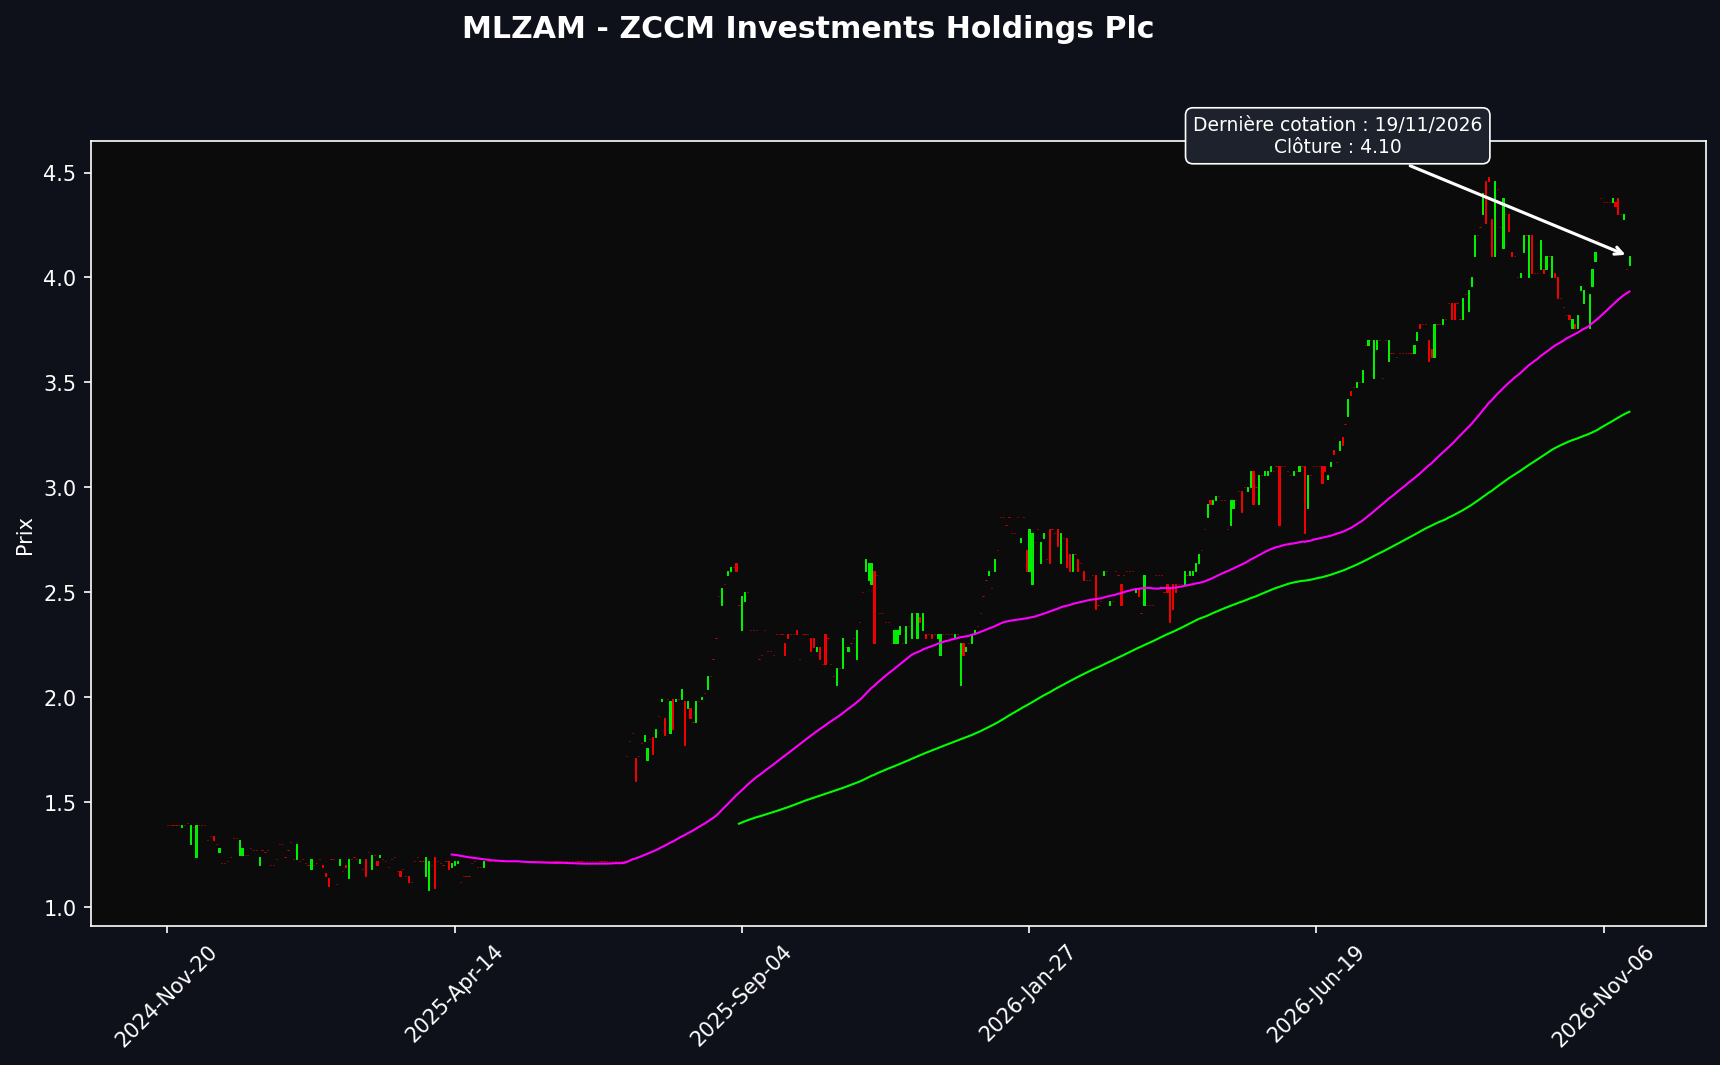 MLZAM - ZCCM Investments Holdings Plc
Dernière cotation : 19/11/2026
Clôture : 4.10
Prix
4.5
4.0
3.5
3.0
2.5
2.0
1.5
1.0
2024-Nov-20
2025-Apr-14
2025-Sep-04
2026-Jan-27
2026-Jun-19
2026-Nov-06